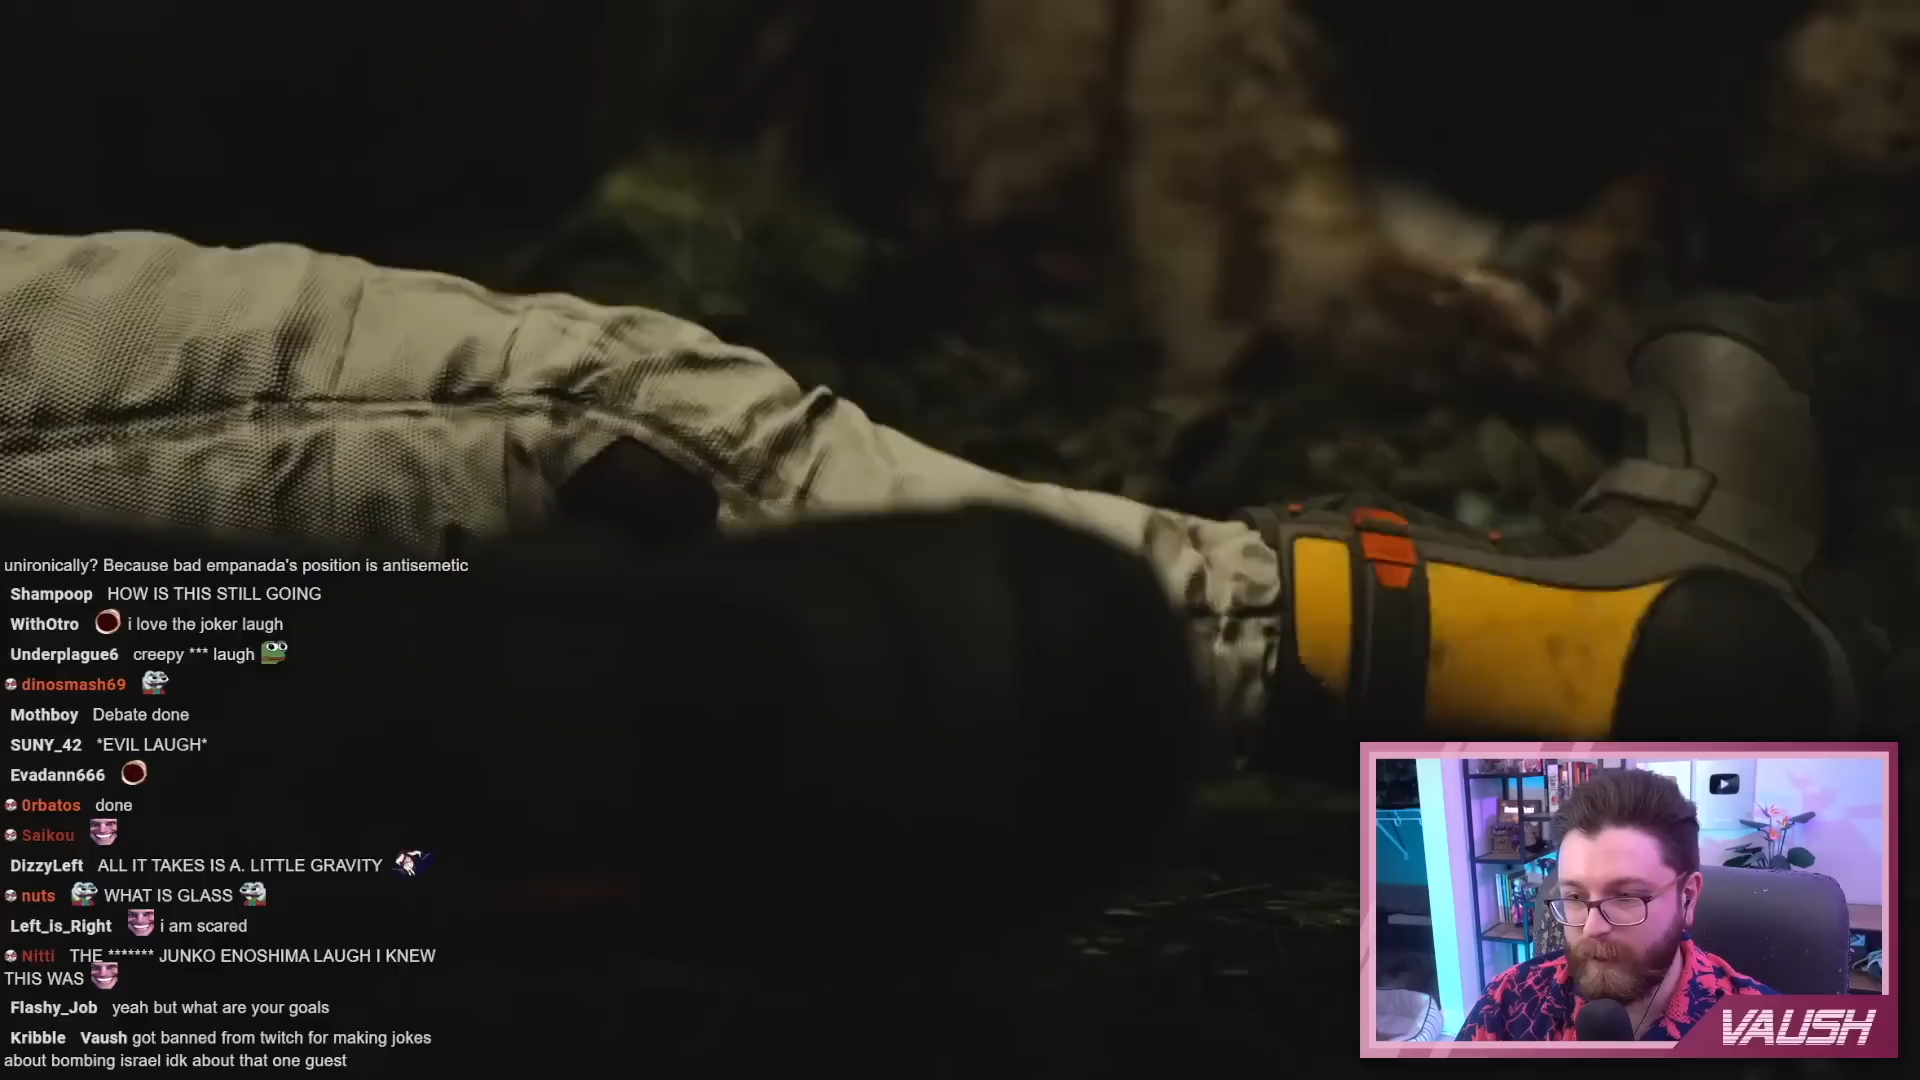 unironically? Because bad empanada's position is antisemetic
Shampoop HOW IS THIS STILL GOING
WithOtro i love the joker laugh
Underplague6 creepy *** laugh
dinosmash69
Mothboy Debate done
SUNY_42 *EVIL LAUGH*
Evadann666
0rbatos done
Saikou
DizzyLeft ALL IT TAKES IS A. LITTLE GRAVITY
nuts WHAT IS GLASS
Left_is_Right i am scared
Nitti THE ******* JUNKO ENOSHIMA LAUGH I KNEW
THIS WAS
Flashy_Job yeah but what are your goals
Kribble Vaush got banned from twitch for making jokes
about bombing israel idk about that one guest
VAUSH